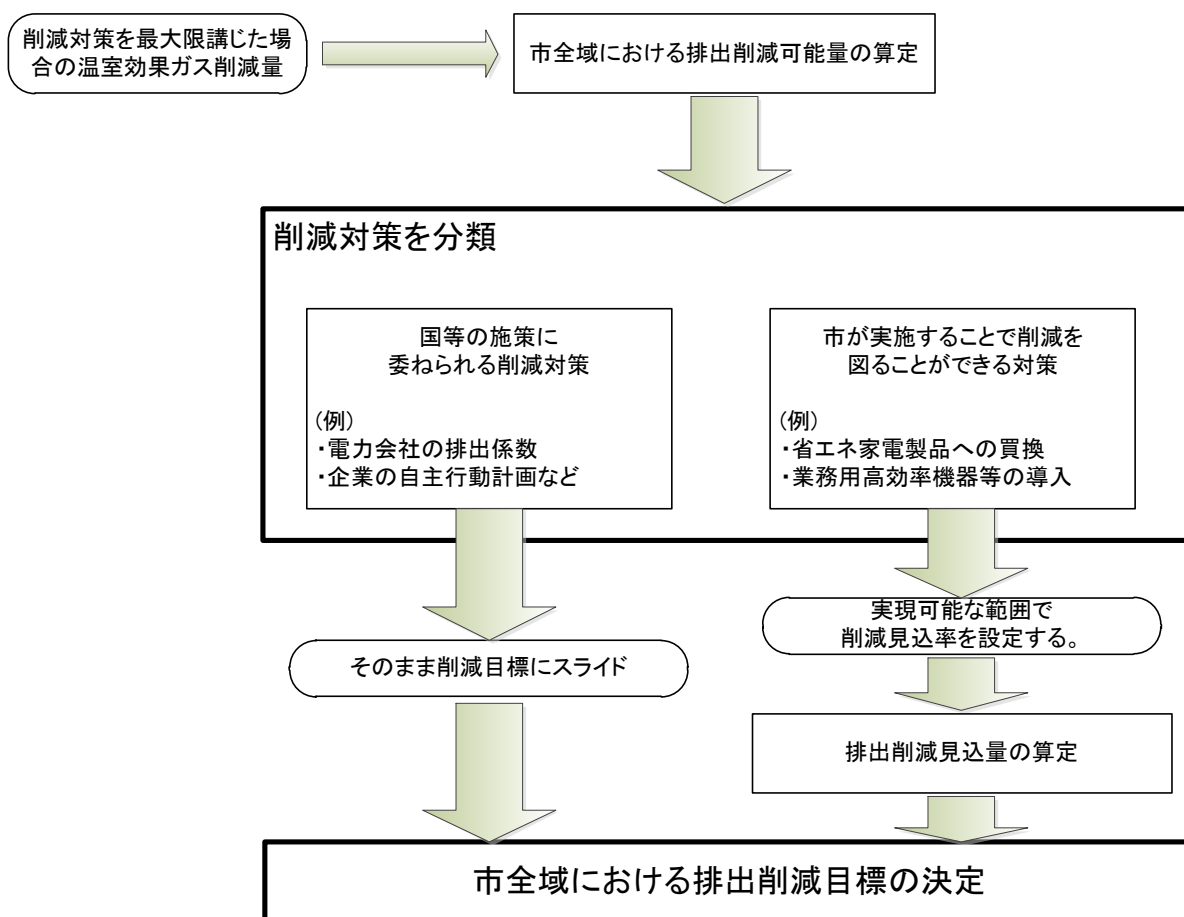 削減対策を最大限講じた場
合の温室効果ガス削減量
市全域における排出削減可能量の算定
削減対策を分類
国等の施策に
委ねられる削減対策
(例)
・電力会社の排出係数
・企業の自主行動計画など
市が実施することで削減を
図ることができる対策
(例)
・省エネ家電製品への買換
・業務用高効率機器等の導入
そのまま削減目標にスライド
実現可能な範囲で
削減見込率を設定する。
排出削減見込量の算定
市全域における排出削減目標の決定